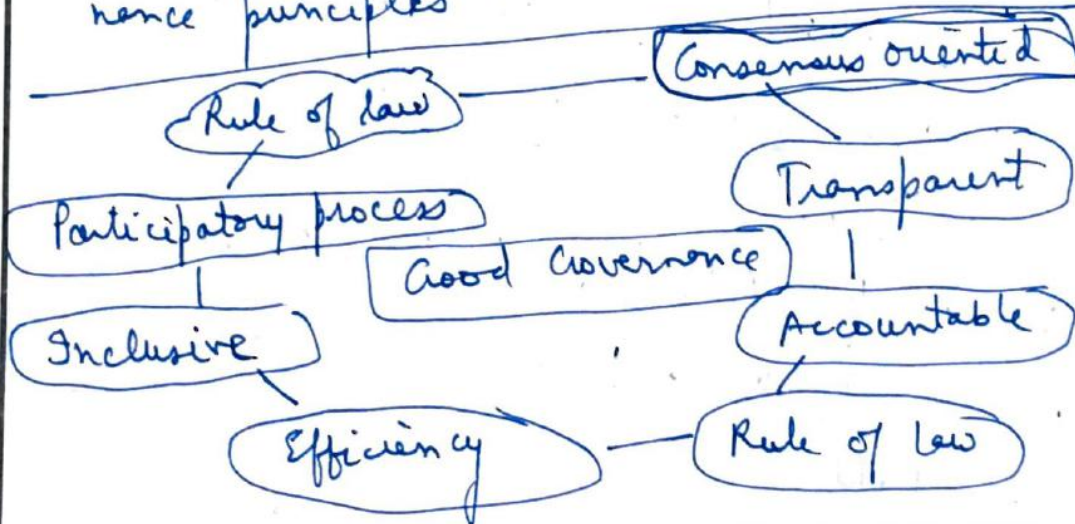 nance principles
Consensus oriented
Rule of law
Transparent
Participatory process
Good Governance
Accountable
Inclusive
Efficiency
Rule of Law